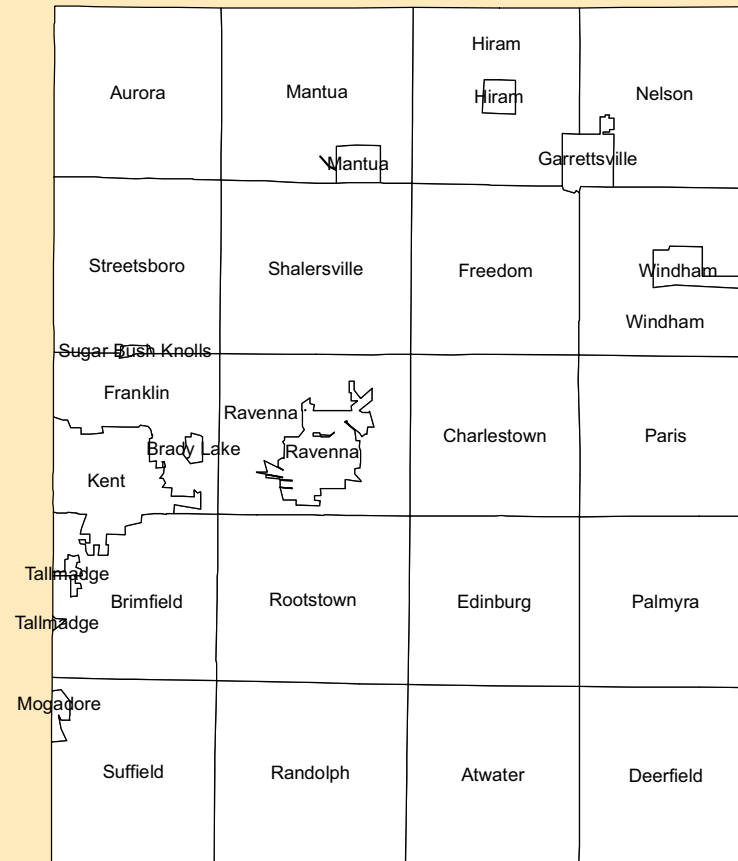 Hiram
Aurora
Mantua
Hiram
Nelson
Mantua
Garrettsville
Streetsboro
Shalersville
Freedom
Windham
Windham
Sugar Bush Knolls
Franklin
Ravenna
Charlestown
Paris
Brady Lake
Ravenna
Kent
Tallmadge
Brimfield
Rootstown
Edinburg
Palmyra
Tallmadge
Mogadore
Suffield
Randolph
Atwater
Deerfield